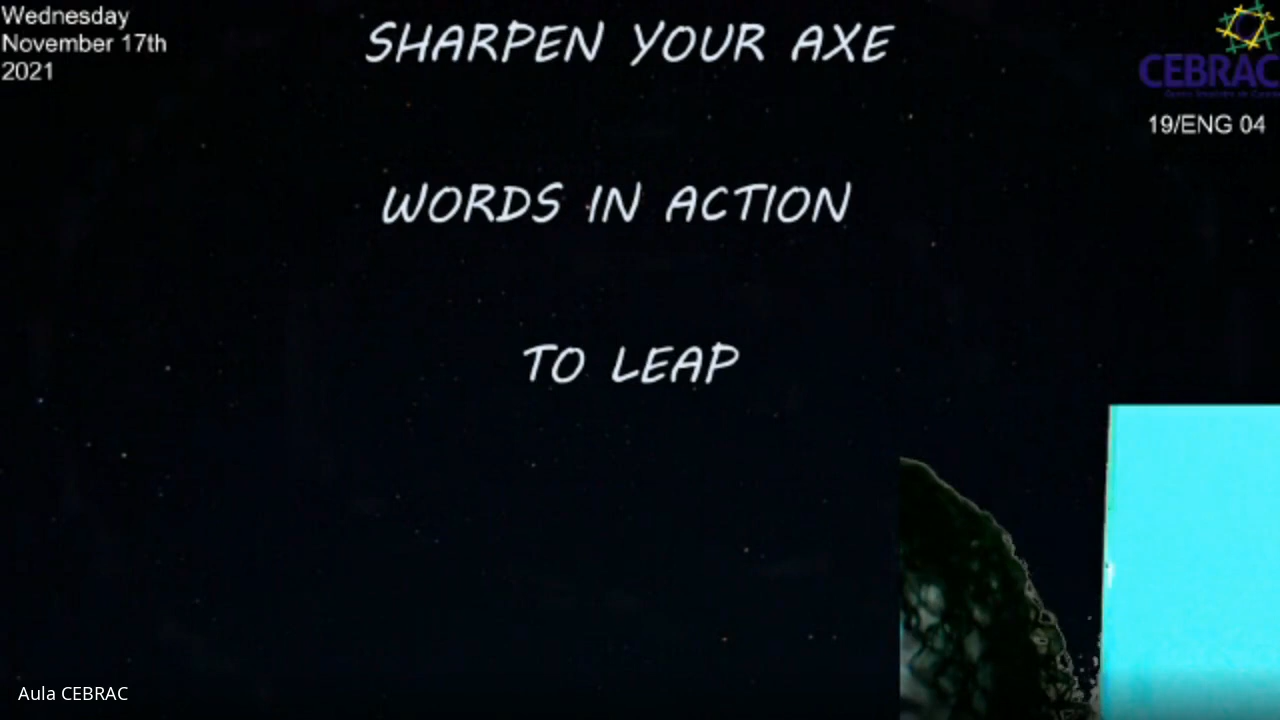 Wednesday
November 17th
2021
SHARPEN YOUR AXE
CEBRAC
19/ENG 04
WORDS IN ACTION
TO LEAP
Aula CEBRAC